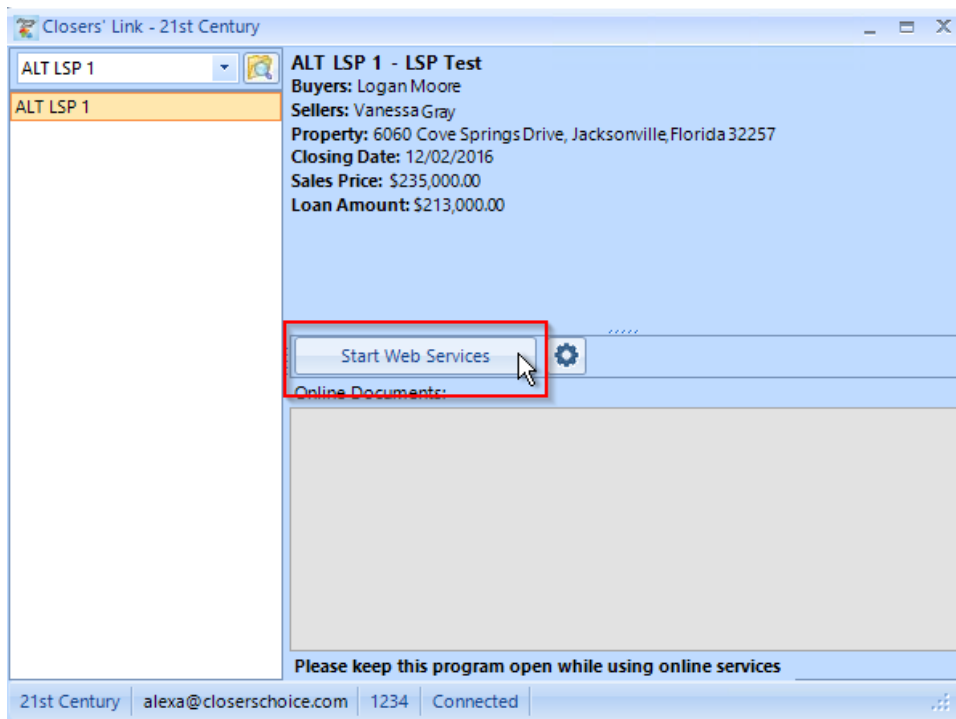 Closers' Link - 21st Century
ALT LSP 1
ALT LSP 1
ALT LSP 1 - LSP Test
Buyers: Logan Moore
Sellers: Vanessa Gray
Property: 6060 Cove Springs Drive, Jacksonville, Florida 32257
Closing Date: 12/02/2016
Sales Price: $235,000.00
Loan Amount: $213,000.00
Start Web Services
Online Documents:
Please keep this program open while using online services
21st Century alexa@closerschoice.com 1234 Connected